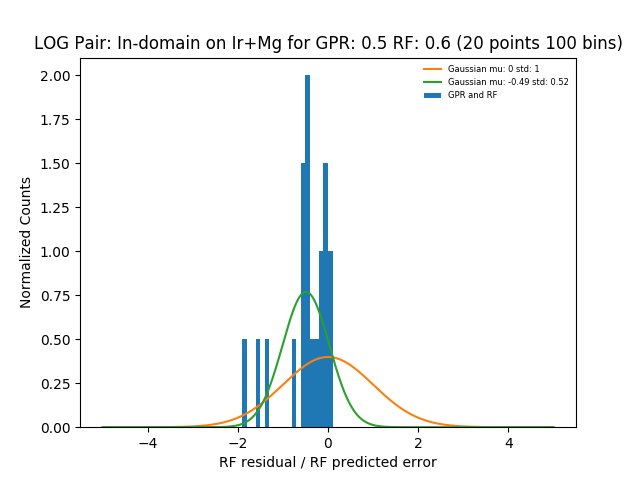 LOG Pair: In-domain on Ir+Mg for GPR: 0.5 RF: 0.6 (20 points 100 bins)
Gaussian mu: 0 std: 1
Gaussian mu: -0.49 std: 0.52
GPR and RF
Normalized Counts
2.00
1.75
1.50
1.25
1.00
0.75
0.50
0.25
0.00
−4
−2
0
2
4
RF residual / RF predicted error